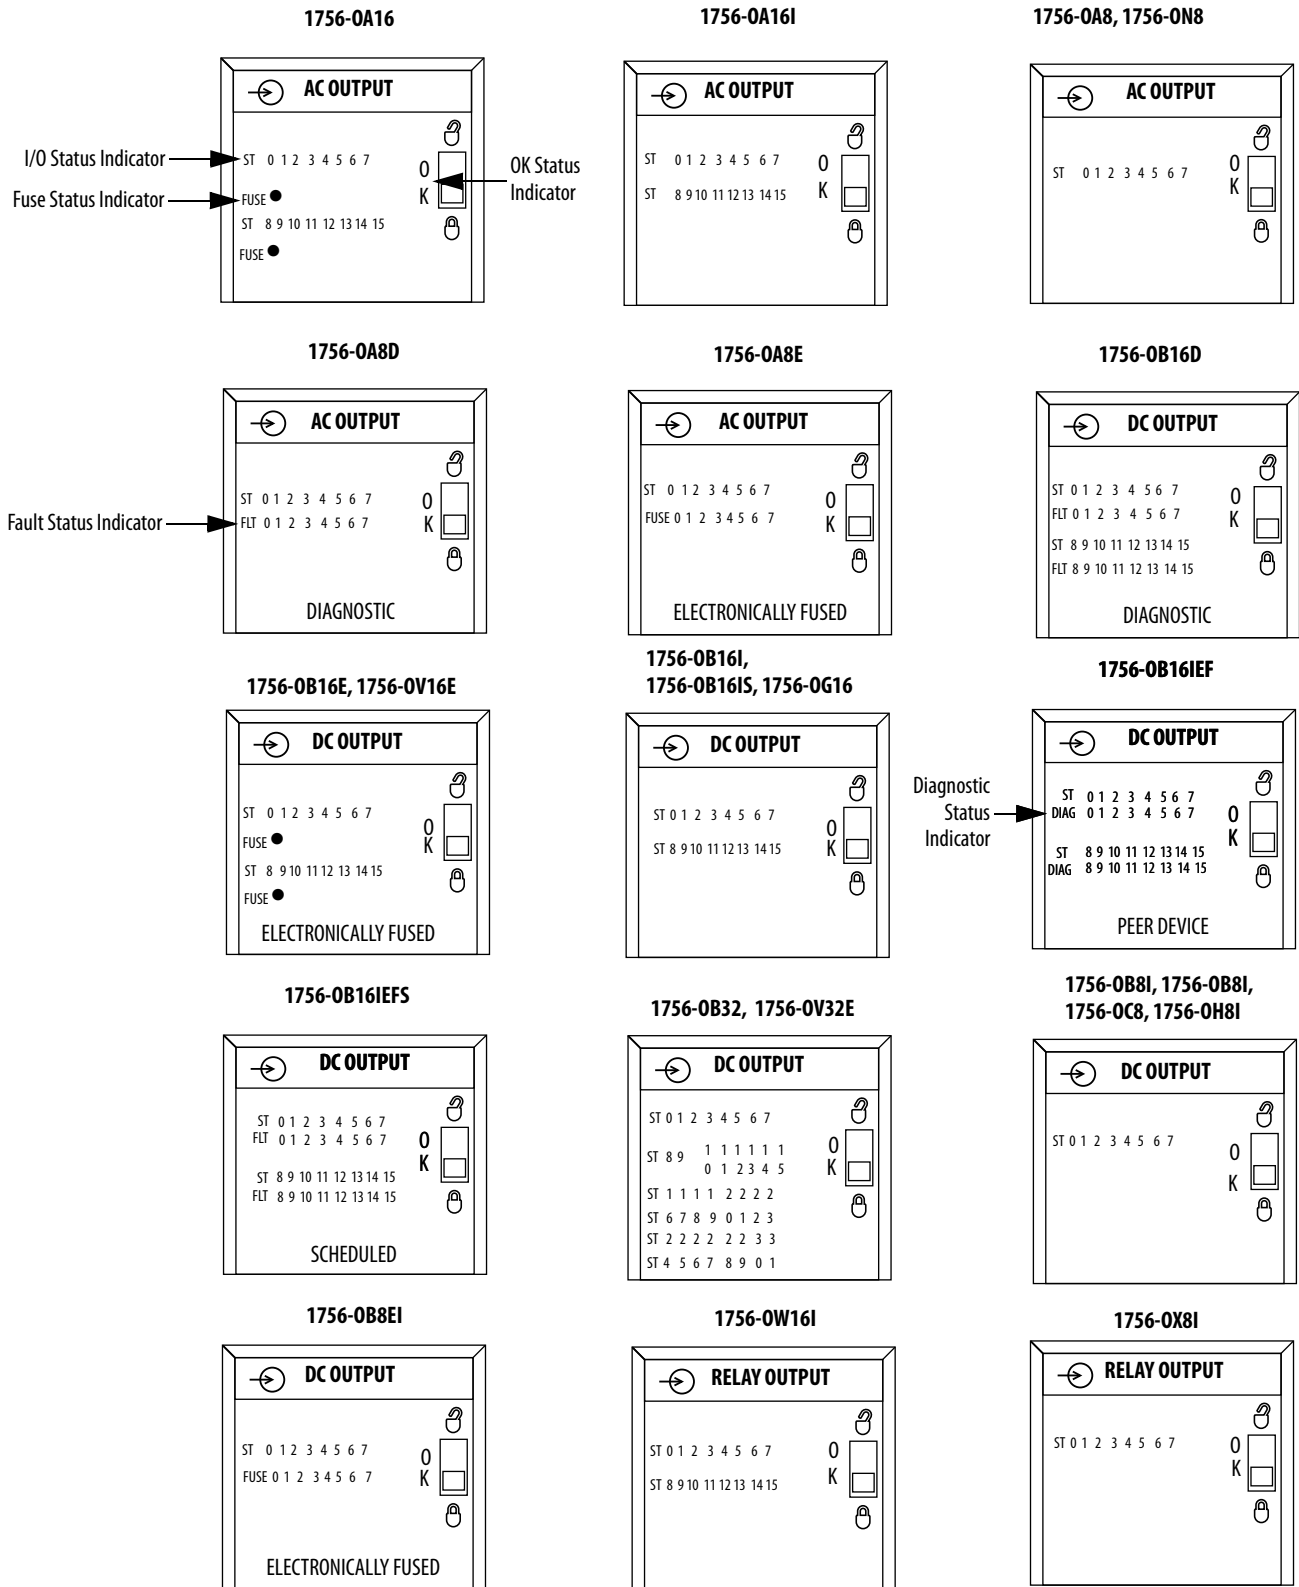 1756-OA16
AC OUTPUT
I/O Status Indicator
ST 0 1 2 3 4 5 6 7
Fuse Status Indicator
FUSE
ST 8 9 10 11 12 13 14 15
FUSE
O
K
OK Status
Indicator
1756-OA16I
AC OUTPUT
ST 0 1 2 3 4 5 6 7
ST 8 9 10 11 12 13 14 15
O
K
1756-OA8, 1756-ON8
AC OUTPUT
ST 0 1 2 3 4 5 6 7
O
K
1756-OA8D
AC OUTPUT
ST 0 1 2 3 4 5 6 7
Fault Status Indicator
FLT 0 1 2 3 4 5 6 7
O
K
DIAGNOSTIC
1756-OA8E
AC OUTPUT
ST 0 1 2 3 4 5 6 7
FUSE 0 1 2 3 4 5 6 7
O
K
ELECTRONICALLY FUSED
1756-OB16D
DC OUTPUT
ST 0 1 2 3 4 5 6 7
FLT 0 1 2 3 4 5 6 7
ST 8 9 10 11 12 13 14 15
FLT 8 9 10 11 12 13 14 15
O
K
DIAGNOSTIC
1756-OB16E, 1756-OV16E
DC OUTPUT
ST 0 1 2 3 4 5 6 7
FUSE
ST 8 9 10 11 12 13 14 15
FUSE
O
K
ELECTRONICALLY FUSED
1756-OB16I,
1756-OB16IS, 1756-OG16
DC OUTPUT
ST 0 1 2 3 4 5 6 7
ST 8 9 10 11 12 13 14 15
O
K
1756-OB16IEF
DC OUTPUT
Diagnostic
Status
Indicator
ST 0 1 2 3 4 5 6 7
DIAG 0 1 2 3 4 5 6 7
ST 8 9 10 11 12 13 14 15
DIAG 8 9 10 11 12 13 14 15
O
K
PEER DEVICE
1756-OB16IEFS
DC OUTPUT
ST 0 1 2 3 4 5 6 7
FLT 0 1 2 3 4 5 6 7
ST 8 9 10 11 12 13 14 15
FLT 8 9 10 11 12 13 14 15
O
K
SCHEDULED
1756-OB32, 1756-OV32E
DC OUTPUT
ST 0 1 2 3 4 5 6 7
ST 8 9 1 1 1 1 1 1
0 1 2 3 4 5
ST 1 1 1 1 2 2 2 2
ST 6 7 8 9 0 1 2 3
ST 2 2 2 2 2 2 3 3
ST 4 5 6 7 8 9 0 1
O
K
1756-OB8I, 1756-OB8I,
1756-OC8, 1756-OH8I
DC OUTPUT
ST 0 1 2 3 4 5 6 7
O
K
1756-OB8EI
DC OUTPUT
ST 0 1 2 3 4 5 6 7
FUSE 0 1 2 3 4 5 6 7
O
K
ELECTRONICALLY FUSED
1756-OW16I
RELAY OUTPUT
ST 0 1 2 3 4 5 6 7
ST 8 9 10 11 12 13 14 15
O
K
1756-OX8I
RELAY OUTPUT
ST 0 1 2 3 4 5 6 7
O
K